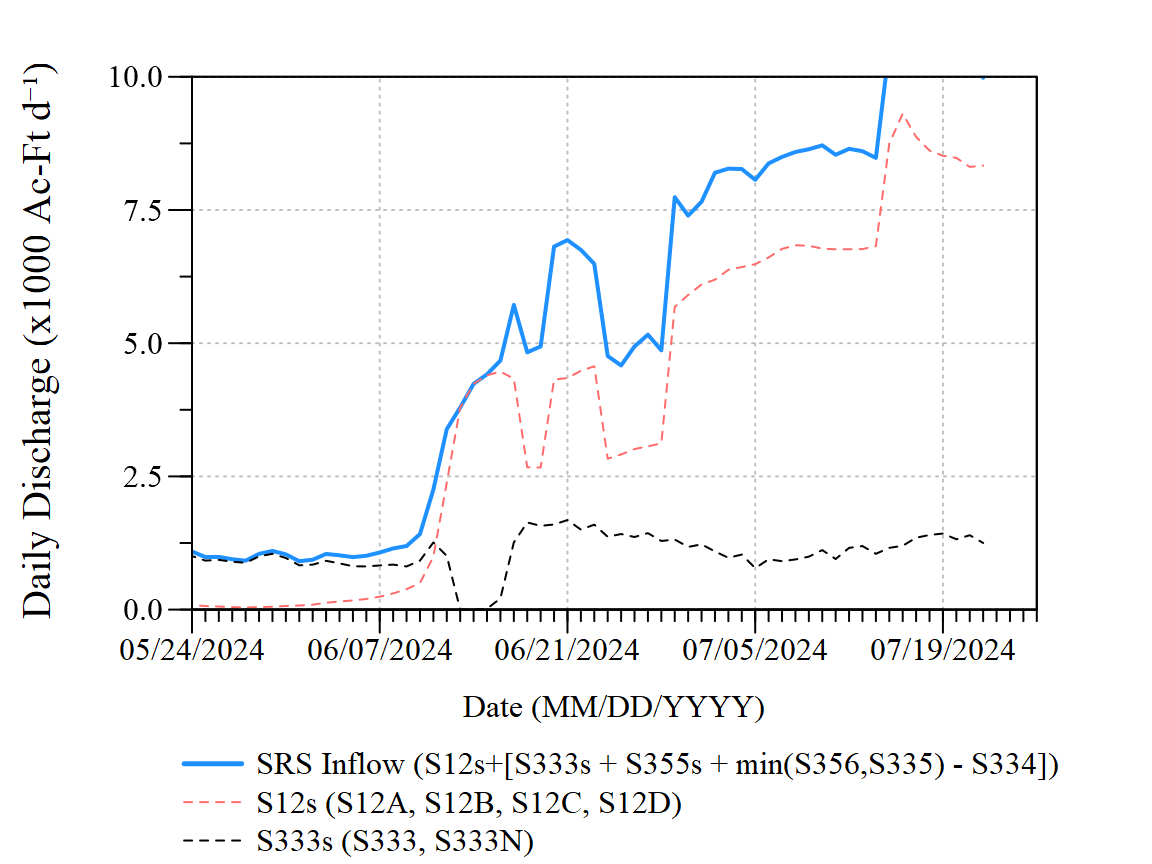 Daily Discharge (x1000 Ac-Ft d⁻¹)
10.0
7.5
5.0
2.5
0.0
05/24/2024 06/07/2024 06/21/2024 07/05/2024 07/19/2024
Date (MM/DD/YYYY)
SRS Inflow (S12s+[S333s + S355s + min(S356,S335) - S334])
S12s (S12A, S12B, S12C, S12D)
S333s (S333, S333N)